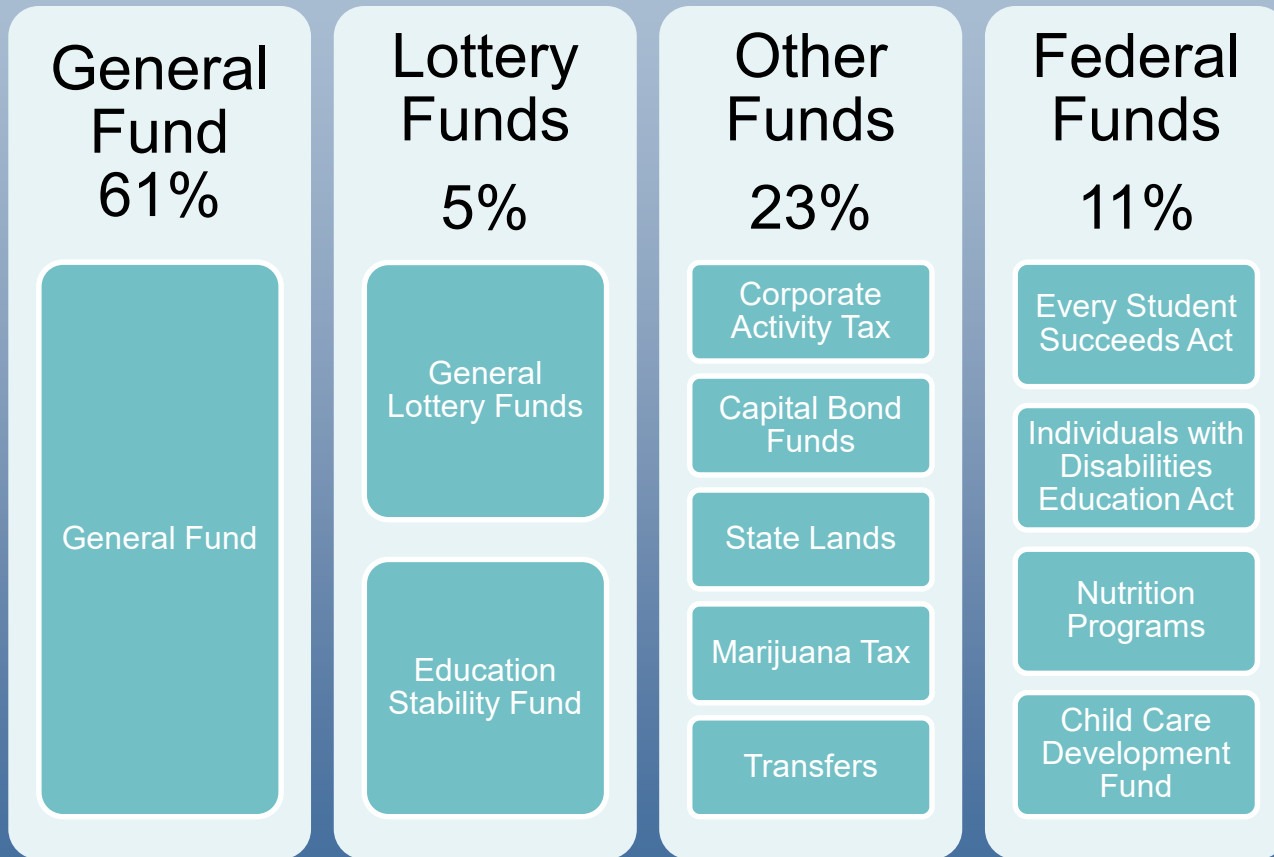 General
Fund
61%
General Fund
Lottery
Funds
5%
General
Lottery Funds
Education
Stability Fund
Other
Funds
23%
Corporate
Activity Tax
Capital Bond
Funds
State Lands
Marijuana Tax
Transfers
Federal
Funds
11%
Every Student
Succeeds Act
Individuals with
Disabilities
Education Act
Nutrition
Programs
Child Care
Development
Fund